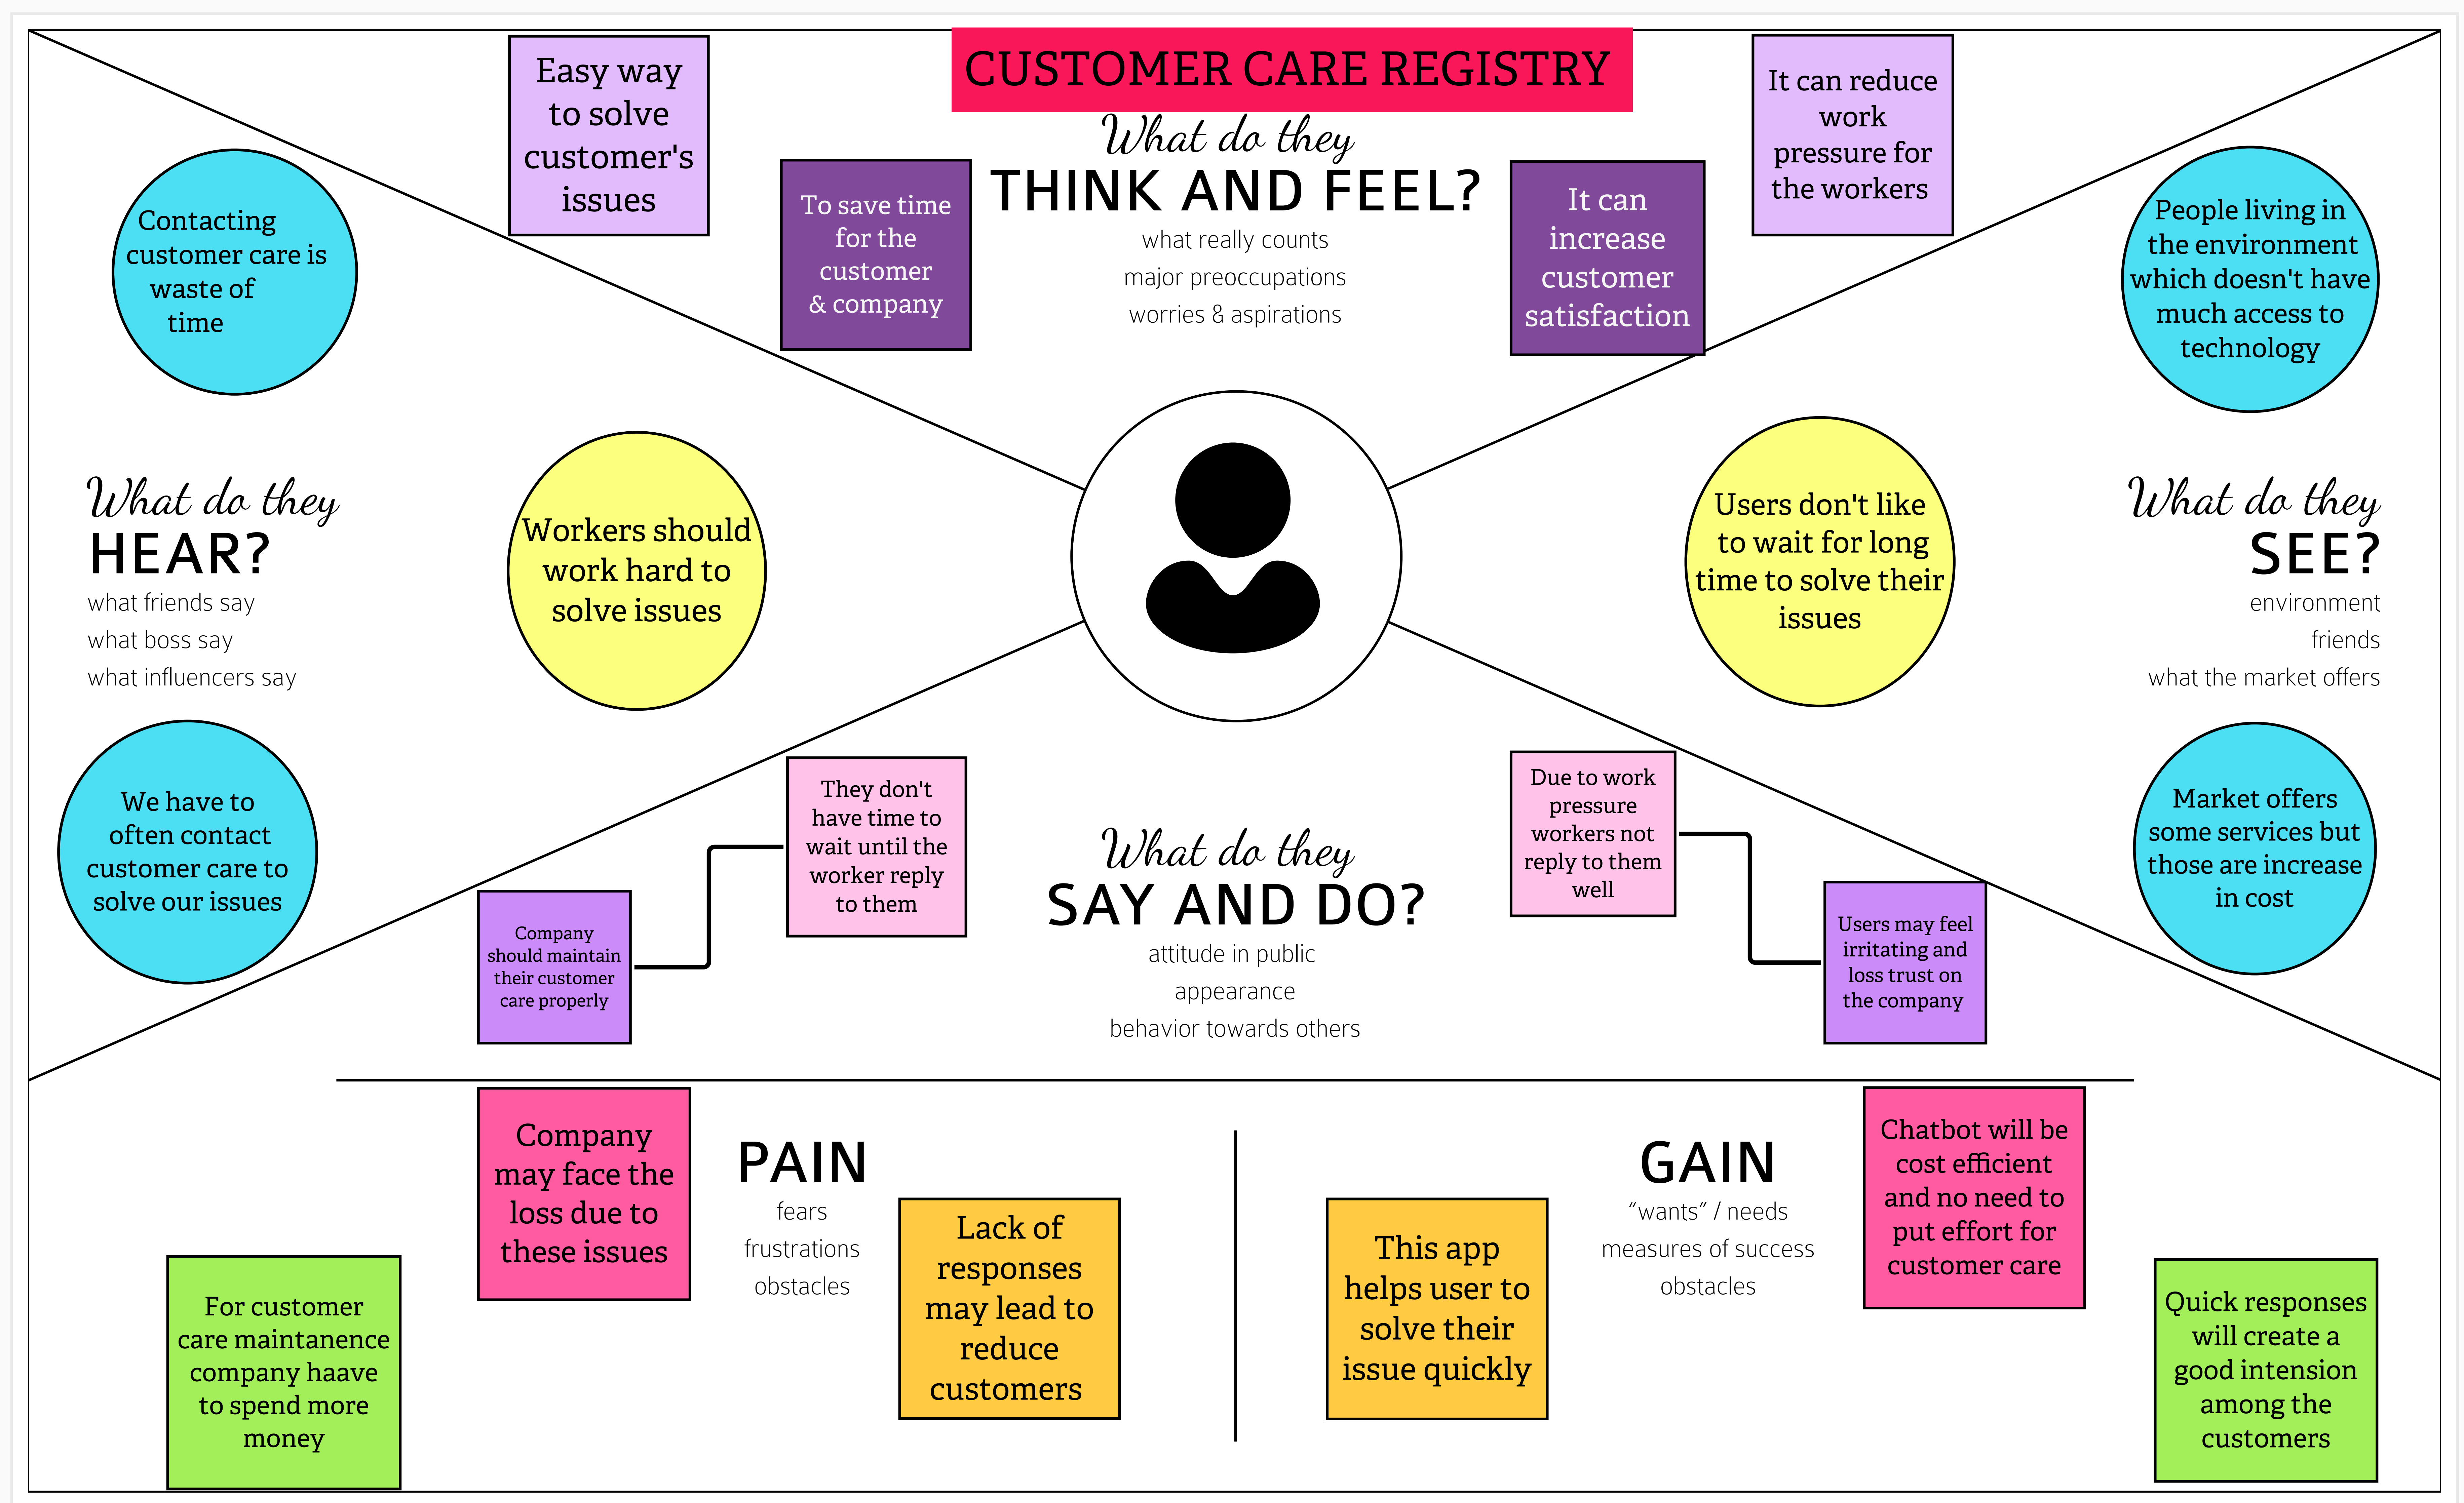 CUSTOMER CARE REGISTRY
What do they
THINK AND FEEL?
what really counts
major preoccupations
worries & aspirations
Easy way
to solve
customer's
issues
To save time
for the
customer
& company
It can
increase
customer
satisfaction
It can reduce
work
pressure for
the workers
Contacting
customer care is
waste of
time
What do they
HEAR?
what friends say
what boss say
what influencers say
Workers should
work hard to
solve issues
We have to
often contact
customer care to
solve our issues
People living in
the environment
which doesn't have
much access to
technology
Users don't like
to wait for long
time to solve their
issues
What do they
SEE?
environment
friends
what the market offers
Market offers
some services but
those are increase
in cost
They don't
have time to
wait until the
worker reply
to them
Company
should maintain
their customer
care properly
What do they
SAY AND DO?
attitude in public
appearance
behavior towards others
Due to work
pressure
workers not
reply to them
well
Users may feel
irritating and
loss trust on
the company
Company
may face the
loss due to
these issues
PAIN
fears
frustrations
obstacles
For customer
care maintanence
company haave
to spend more
money
Lack of
responses
may lead to
reduce
customers
This app
helps user to
solve their
issue quickly
GAIN
“wants” / needs
measures of success
obstacles
Chatbot will be
cost efficient
and no need to
put effort for
customer care
Quick responses
will create a
good intension
among the
customers